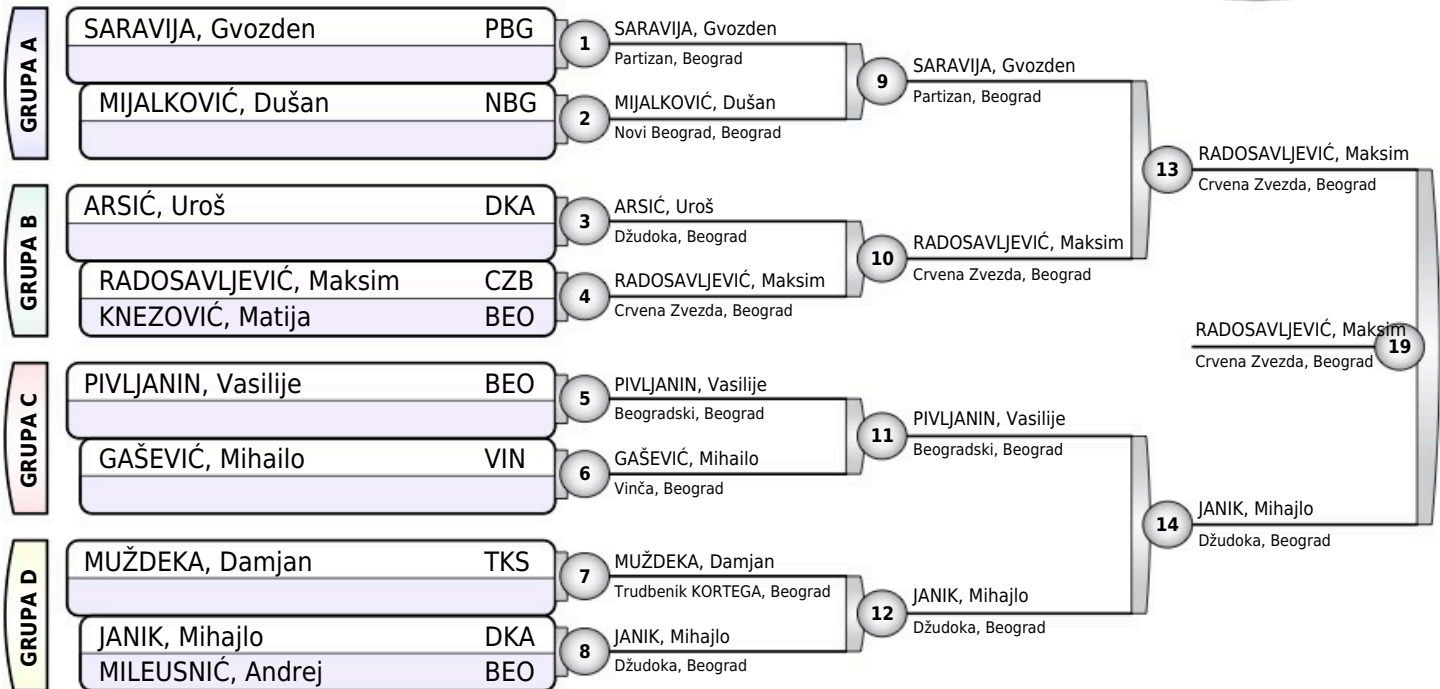 GRUPA A
SARAVIJA, Gvozden PBG
MIJALKOVIĆ, Dušan NBG
GRUPA B
ARSIĆ, Uroš DKA
RADOSAVLJEVIĆ, Maksim CZB
KNEZOVIĆ, Matija BEO
GRUPA C
PIVLJANIN, Vasilije BEO
GAŠEVIĆ, Mihailo VIN
GRUPA D
MUŽDEKA, Damjan TKS
JANIK, Mihajlo DKA
MILEUSNIĆ, Andrej BEO
1
SARAVIJA, Gvozden
Partizan, Beograd
2
MIJALKOVIĆ, Dušan
Novi Beograd, Beograd
3
ARSIĆ, Uroš
Džudoka, Beograd
4
RADOSAVLJEVIĆ, Maksim
Crvena Zvezda, Beograd
5
PIVLJANIN, Vasilije
Beogradski, Beograd
6
GAŠEVIĆ, Mihailo
Vinča, Beograd
7
MUŽDEKA, Damjan
Trudbenik KORTEGA, Beograd
8
JANIK, Mihajlo
Džudoka, Beograd
9
SARAVIJA, Gvozden
Partizan, Beograd
10
RADOSAVLJEVIĆ, Maksim
Crvena Zvezda, Beograd
11
PIVLJANIN, Vasilije
Beogradski, Beograd
12
JANIK, Mihajlo
Džudoka, Beograd
13
RADOSAVLJEVIĆ, Maksim
Crvena Zvezda, Beograd
14
JANIK, Mihajlo
Džudoka, Beograd
RADOSAVLJEVIĆ, Maksim
Crvena Zvezda, Beograd
19